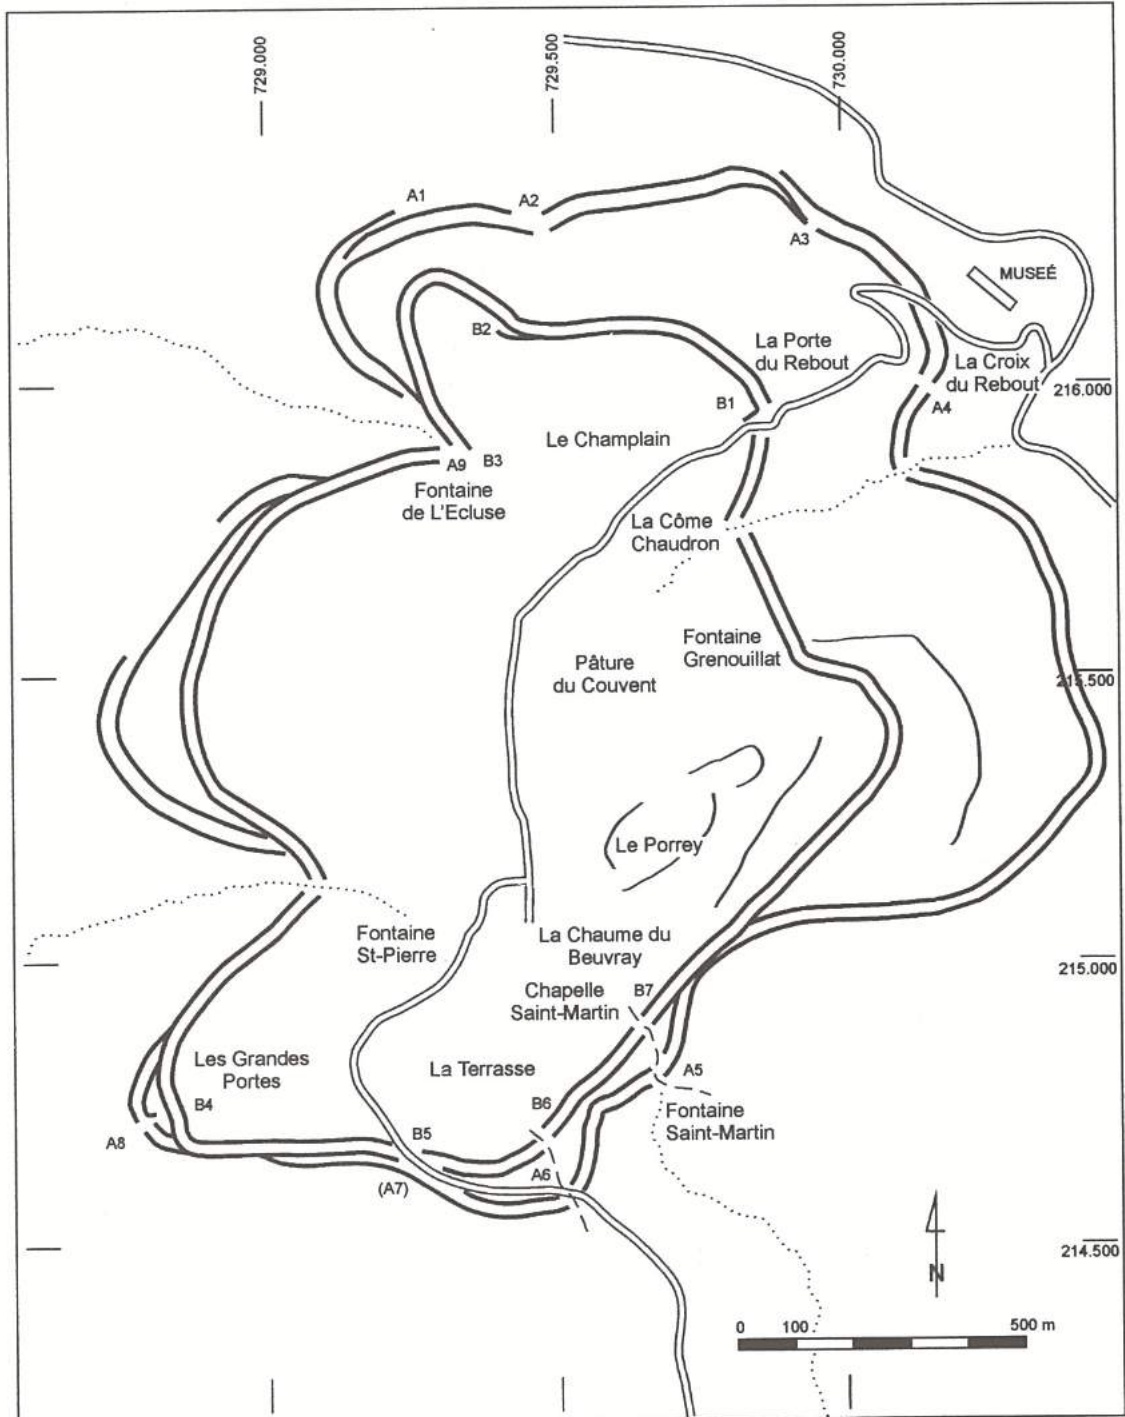 729.000
729.500
730.000
A1
A2
A3
MUSEÉ
B2
La Porte
du Rebout
La Croix
du Rebout
216.000
B1
A4
Le Champlain
A9
B3
Fontaine
de L'Ecluse
La Côme
Chaudron
Fontaine
Grenouillat
Pâture
du Couvent
215.500
Le Porrey
Fontaine
St-Pierre
La Chaume du
Beuvray
215.000
Chapelle
Saint-Martin
B7
Les Grandes
Portes
La Terrasse
A5
B4
B6
Fontaine
Saint-Martin
A8
B5
A6
(A7)
214.500
N
0
100
500 m